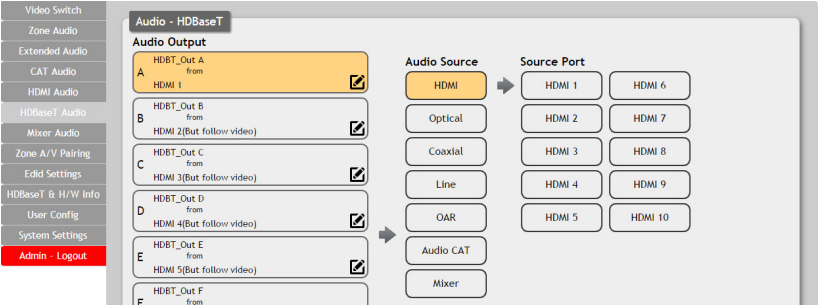 Video Switch
Zone Audio
Extended Audio
CAT Audio
HDMI Audio
HDBaseT Audio
Mixer Audio
Zone A/V Pairing
Edid Settings
HDBaseT & H/W Info
User Config
System Settings
Admin - Logout
Audio - HDBaseT
Audio Output
A
HDBT_Out A
from
HDMI 1
B
HDBT_Out B
from
HDMI 2(But follow video)
C
HDBT_Out C
from
HDMI 3(But follow video)
D
HDBT_Out D
from
HDMI 4(But follow video)
E
HDBT_Out E
from
HDMI 5(But follow video)
F
HDBT_Out F
from
Audio Source
HDMI
Optical
Coaxial
Line
OAR
Audio CAT
Mixer
Source Port
HDMI 1
HDMI 6
HDMI 2
HDMI 7
HDMI 3
HDMI 8
HDMI 4
HDMI 9
HDMI 5
HDMI 10